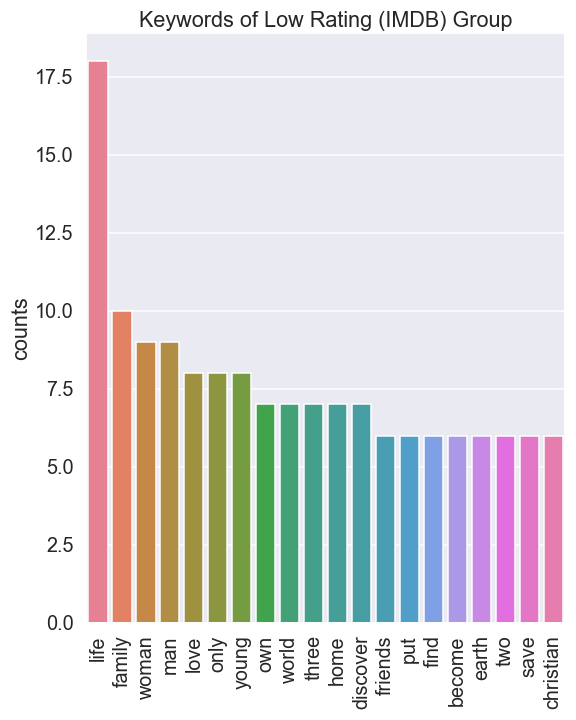 Keywords of Low Rating (IMDB) Group
counts
17.5
15.0
12.5
10.0
7.5
5.0
2.5
0.0
life
family
woman
man
love
only
young
own
world
three
home
discover
friends
put
find
become
earth
two
save
christian